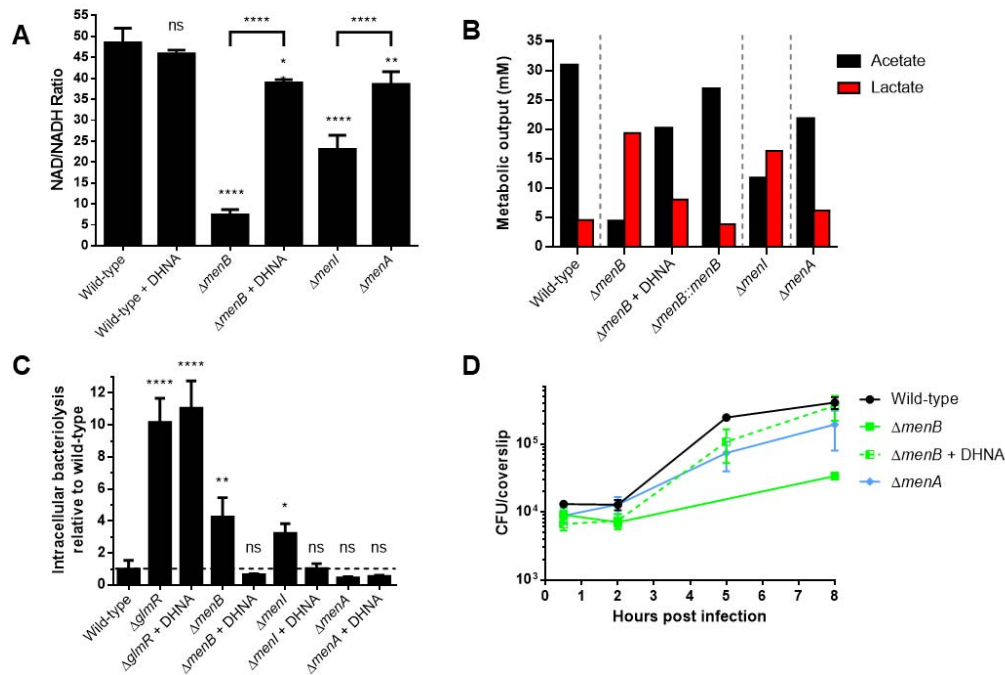 A
NAD/NADH Ratio
55
50
45
40
35
30
25
20
15
10
5
0
ns
****
****
*
****
****
**
Wild-type
Wild-type + DHNA
ΔmenB
ΔmenB + DHNA
ΔmenI
ΔmenA
B
Metabolic output (mM)
35
30
25
20
15
10
5
0
Acetate
Lactate
Wild-type
ΔmenB
ΔmenB + DHNA
ΔmenB::menB
ΔmenI
ΔmenA
C
Intracellular bacteriolysis
relative to wild-type
12
10
8
6
4
2
0
****
****
**
ns
*
ns
ns
ns
Wild-type
ΔglmR
ΔglmR + DHNA
ΔmenB
ΔmenB + DHNA
ΔmenI
ΔmenI + DHNA
ΔmenA
ΔmenA + DHNA
D
CFU/coverslip
10⁵
10⁴
10³
0 1 2 3 4 5 6 7 8
Hours post infection
Wild-type
ΔmenB
ΔmenB + DHNA
ΔmenA